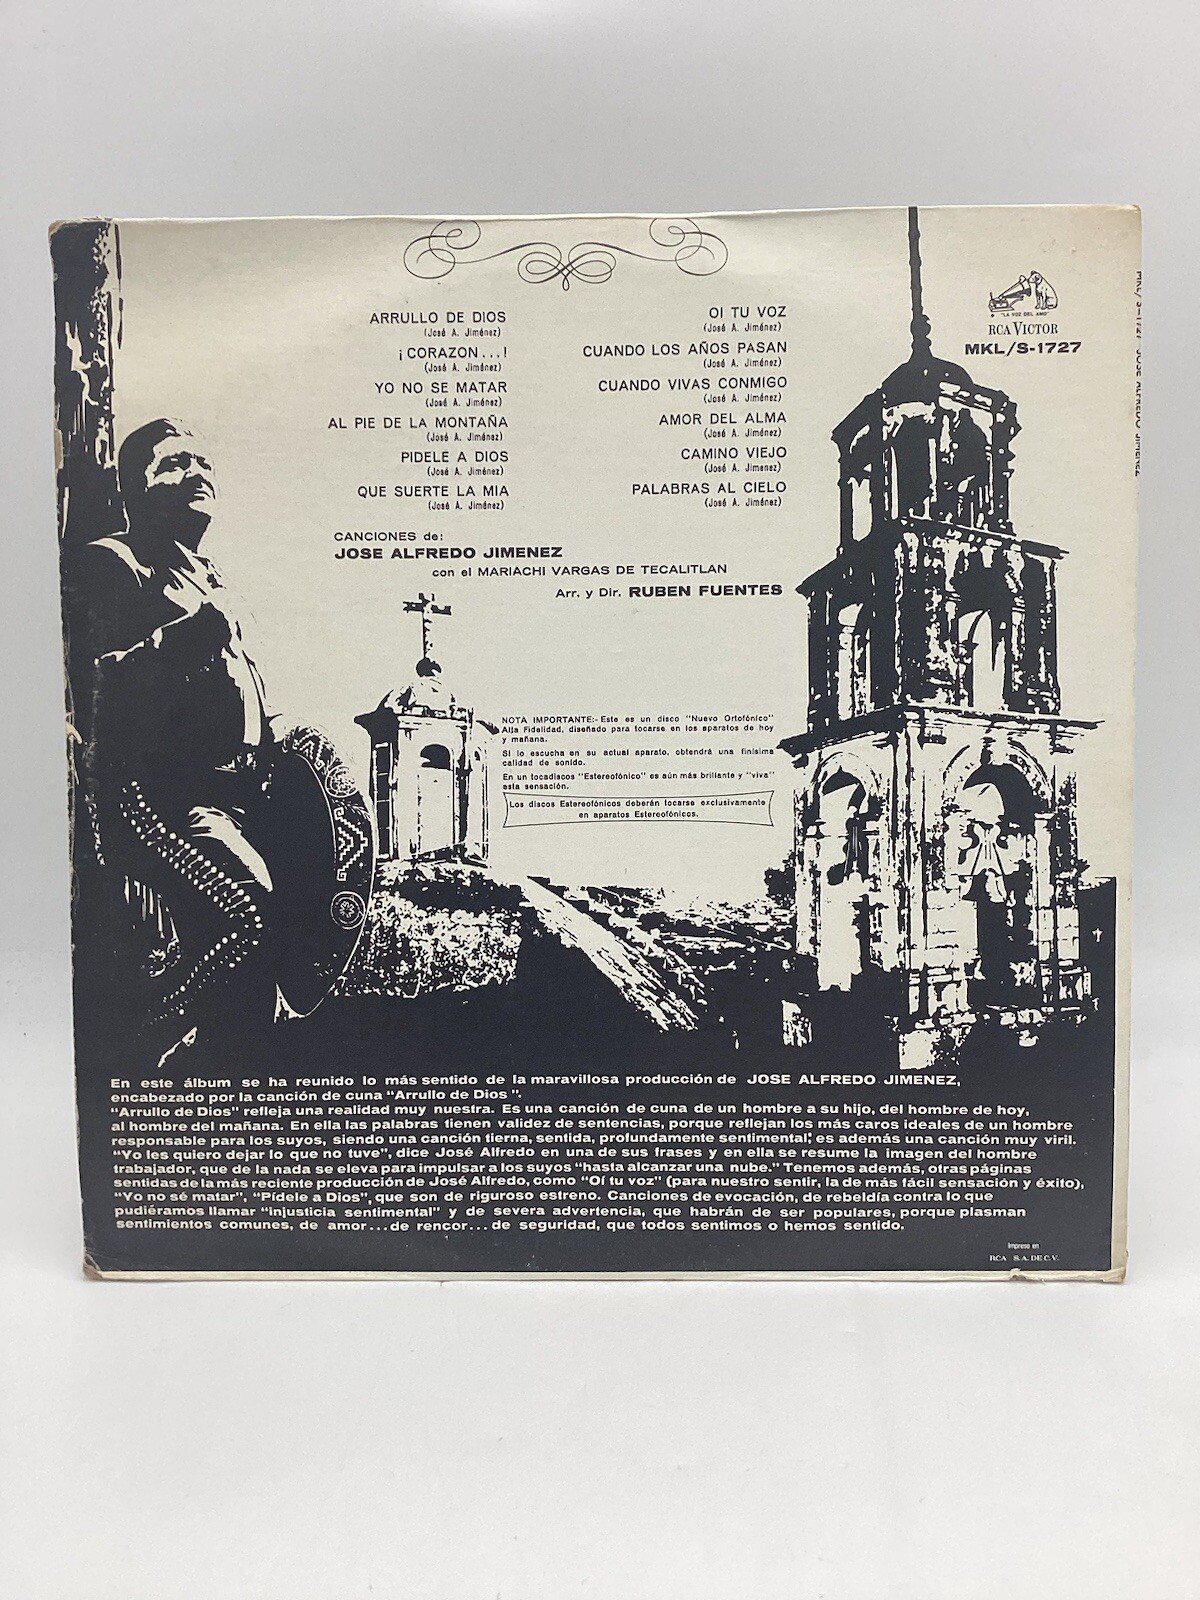 ARRULLO DE DIOS
(José A. Jiménez)
¡CORAZON...!
(José A. Jiménez)
YO NO SE MATAR
(José A. Jiménez)
AL PIE DE LA MONTAÑA
(José A. Jiménez)
PIDELE A DIOS
(José A. Jiménez)
QUE SUERTE LA MIA
(José A. Jiménez)
OI TU VOZ
(José A. Jiménez)
CUANDO LOS AÑOS PASAN
(José A. Jiménez)
CUANDO VIVAS CONMIGO
(José A. Jiménez)
AMOR DEL ALMA
(José A. Jiménez)
CAMINO VIEJO
(José A. Jimenez)
PALABRAS AL CIELO
(José A. Jiménez)
"LA VOZ DEL AMO"
RCA VICTOR
MKL/S-1727
MKL/S-1727 JOSE ALFREDO JIMENEZ
CANCIONES de:
JOSE ALFREDO JIMENEZ
con el MARIACHI VARGAS DE TECALITLAN
Arr. y Dir. RUBEN FUENTES
NOTA IMPORTANTE:- Este es un disco "Nuevo Ortofónico"
Alta Fidelidad, diseñado para tocarse en los aparatos de hoy
y mañana.
Si lo escucha en su actual aparato, obtendrá una finísima
calidad de sonido.
En un tocadiscos "Estereofónico" es aún más brillante y "viva"
esta sensación.
Los discos Estereofónicos deberán tocarse exclusivamente
en aparatos Estereofónicos.
En este álbum se ha reunido lo más sentido de la maravillosa producción de JOSE ALFREDO JIMENEZ,
encabezado por la canción de cuna "Arrullo de Dios ".
"Arrullo de Dios" refleja una realidad muy nuestra. Es una canción de cuna de un hombre a su hijo, del hombre de hoy,
al hombre del mañana. En ella las palabras tienen validez de sentencias, porque reflejan los más caros ideales de un hombre
responsable para los suyos, siendo una canción tierna, sentida, profundamente sentimental; es además una canción muy viril.
"Yo les quiero dejar lo que no tuve", dice José Alfredo en una de sus frases y en ella se resume la imagen del hombre
trabajador, que de la nada se eleva para impulsar a los suyos "hasta alcanzar una nube." Tenemos además, otras páginas
sentidas de la más reciente producción de José Alfredo, como "Oí tu voz" (para nuestro sentir, la de más fácil sensación y éxito),
"Yo no sé matar", "Pídele a Dios", que son de riguroso estreno. Canciones de evocación, de rebeldía contra lo que
pudiéramos llamar "injusticia sentimental" y de severa advertencia, que habrán de ser populares, porque plasman
sentimientos comunes, de amor...de rencor...de seguridad, que todos sentimos o hemos sentido.
Impreso en
RCA S.A. DE C.V.